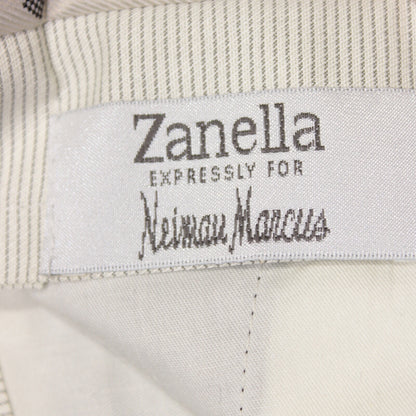 Zanella
EXPRESSLY FOR
Neiman Marcus